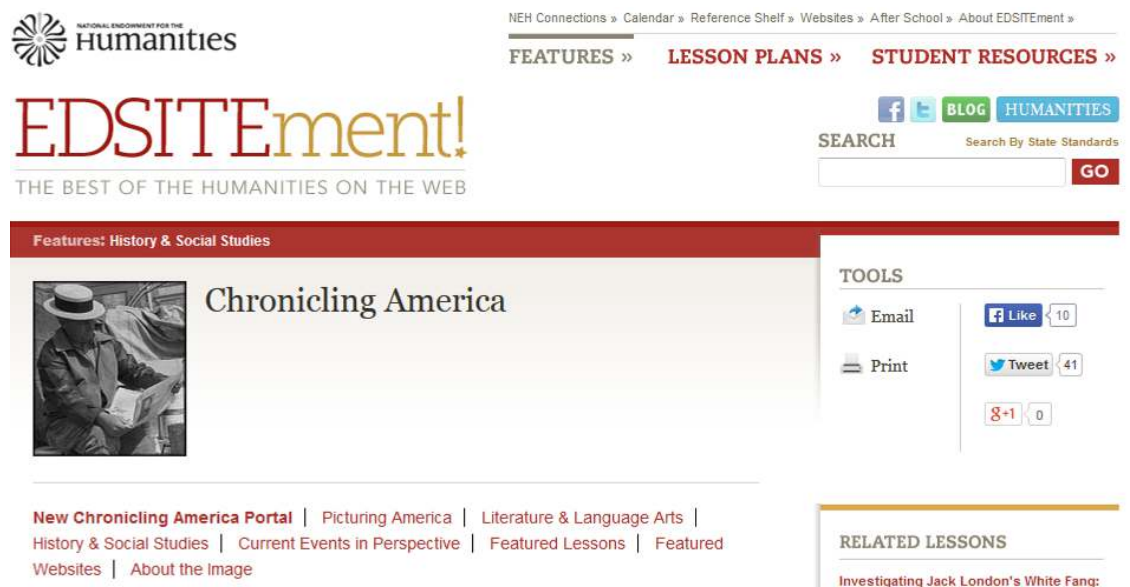 NATIONAL ENDOWMENT FOR THE
Humanities
NEH Connections » Calendar » Reference Shelf » Websites » After School » About EDSITEment »
FEATURES » LESSON PLANS » STUDENT RESOURCES »
EDSITEment!
THE BEST OF THE HUMANITIES ON THE WEB
BLOG HUMANITIES
SEARCH Search By State Standards
GO
Features: History & Social Studies
Chronicling America
TOOLS
Email
Print
Like 10
Tweet 41
g+1 0
New Chronicling America Portal | Picturing America | Literature & Language Arts |
History & Social Studies | Current Events in Perspective | Featured Lessons | Featured
Websites | About the Image
RELATED LESSONS
Investigating Jack London's White Fang: